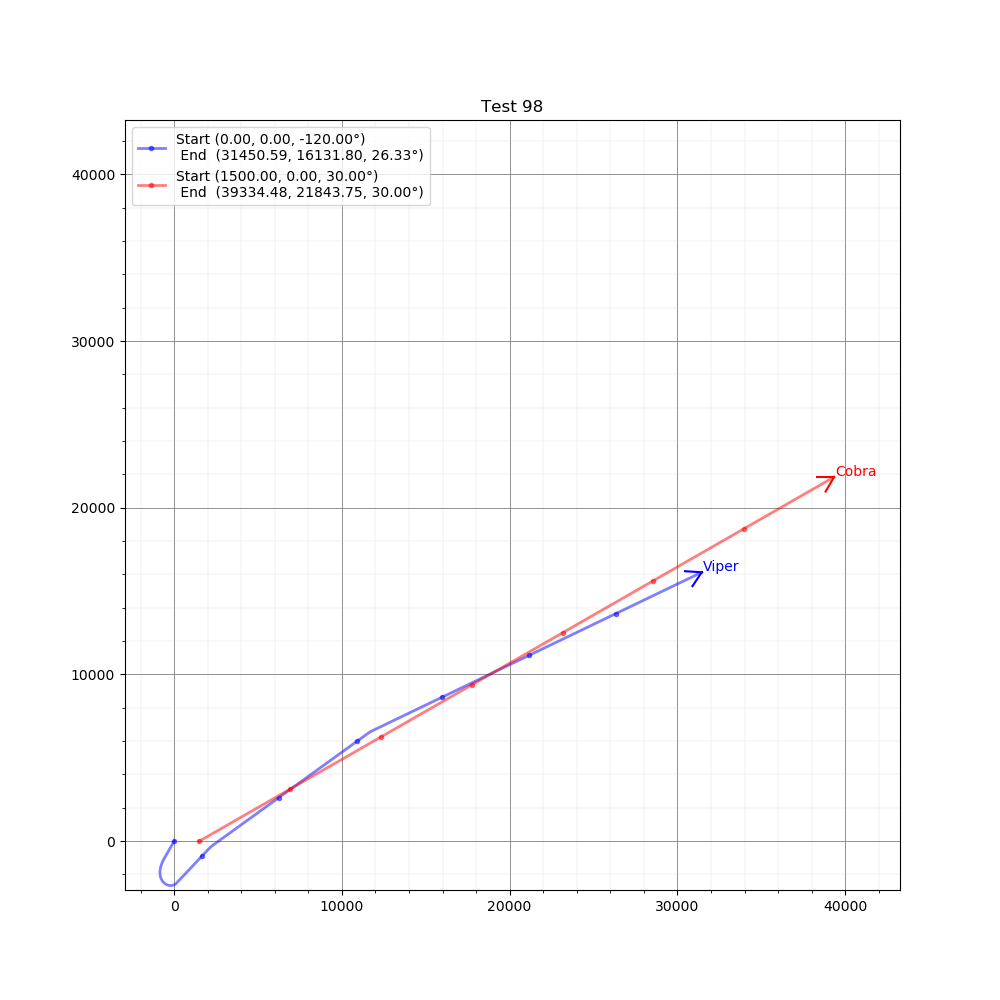 Test 98
Start (0.00, 0.00, -120.00°)
End (31450.59, 16131.80, 26.33°)
Start (1500.00, 0.00, 30.00°)
End (39334.48, 21843.75, 30.00°)
40000
30000
20000
10000
0
Cobra
Viper
0
10000
20000
30000
40000